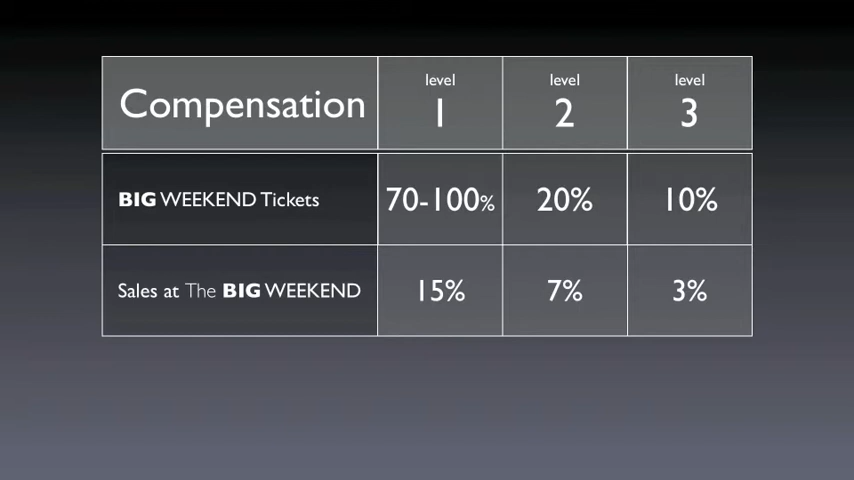 Compensation
level 1
level 2
level 3
BIG WEEKEND Tickets
70-100%
20%
10%
Sales at The BIG WEEKEND
15%
7%
3%